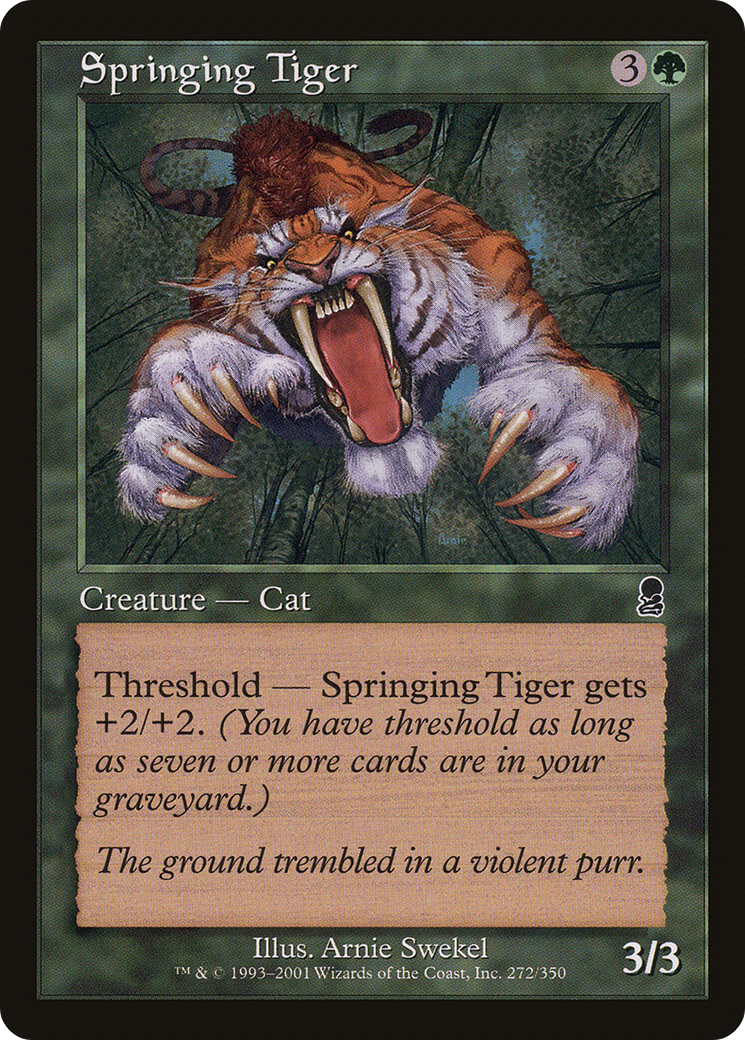 Springing Tiger 3
Arnie
Creature — Cat
Threshold — Springing Tiger gets
+2/+2. (You have threshold as long
as seven or more cards are in your
graveyard.)
The ground trembled in a violent purr.
Illus. Arnie Swekel
™ & © 1993–2001 Wizards of the Coast, Inc. 272/350
3/3